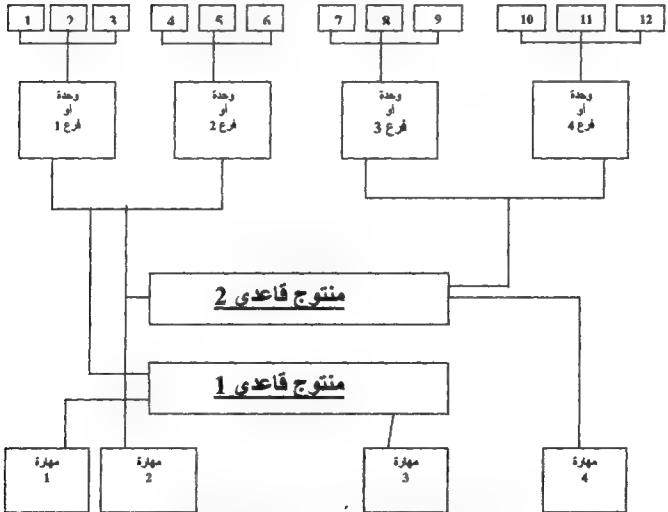 1 2 3 4 5 6 7 8 9 10 11 12
وحدة
أو
فرع 1
وحدة
أو
فرع 2
وحدة
أو
فرع 3
وحدة
أو
فرع 4
منتوج قاعدي 2
منتوج قاعدي 1
مهارة
1
مهارة
2
مهارة
3
مهارة
4